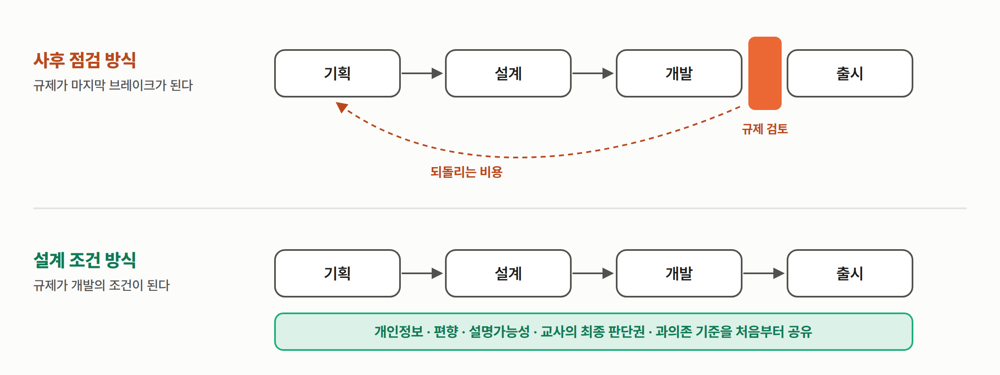 사후 점검 방식
규제가 마지막 브레이크가 된다
기획
설계
개발
출시
규제 검토
되돌리는 비용
설계 조건 방식
규제가 개발의 조건이 된다
기획
설계
개발
출시
개인정보 · 편향 · 설명가능성 · 교사의 최종 판단권 · 과의존 기준을 처음부터 공유